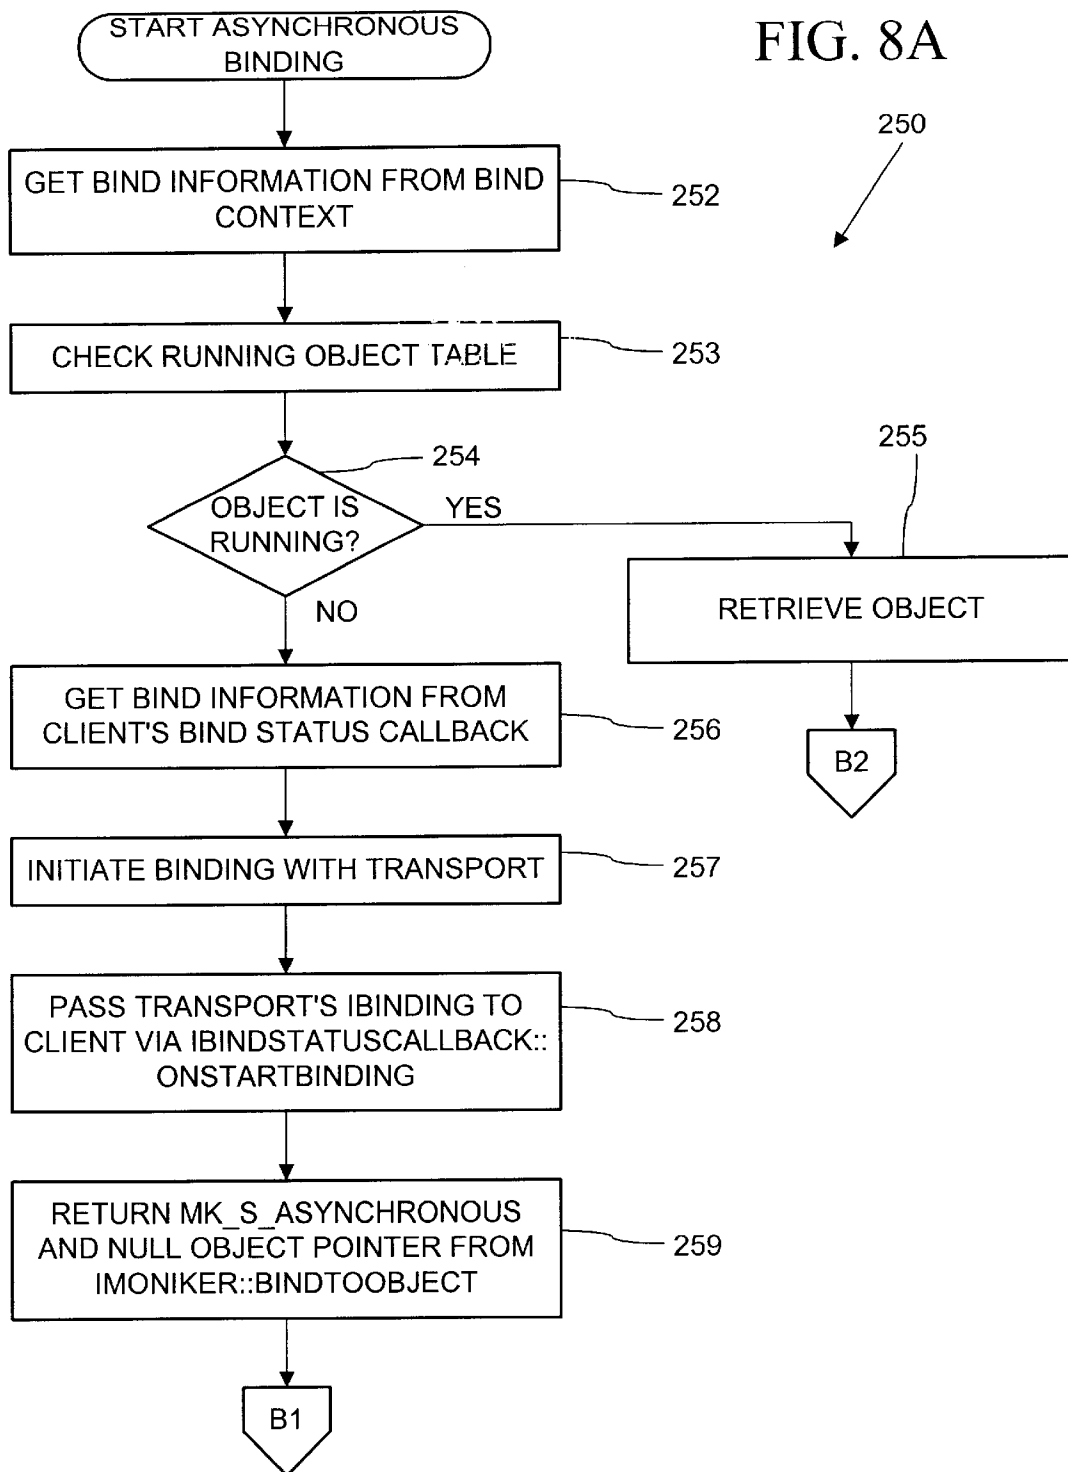 START ASYNCHRONOUS
BINDING
FIG. 8A
250
GET BIND INFORMATION FROM BIND
CONTEXT
252
CHECK RUNNING OBJECT TABLE
253
254
OBJECT IS
RUNNING?
YES
NO
255
RETRIEVE OBJECT
B2
GET BIND INFORMATION FROM
CLIENT'S BIND STATUS CALLBACK
256
INITIATE BINDING WITH TRANSPORT
257
PASS TRANSPORT'S IBINDING TO
CLIENT VIA IBINDSTATUSCALLBACK::
ONSTARTBINDING
258
RETURN MK_S_ASYNCHRONOUS
AND NULL OBJECT POINTER FROM
IMONIKER::BINDTOOBJECT
259
B1